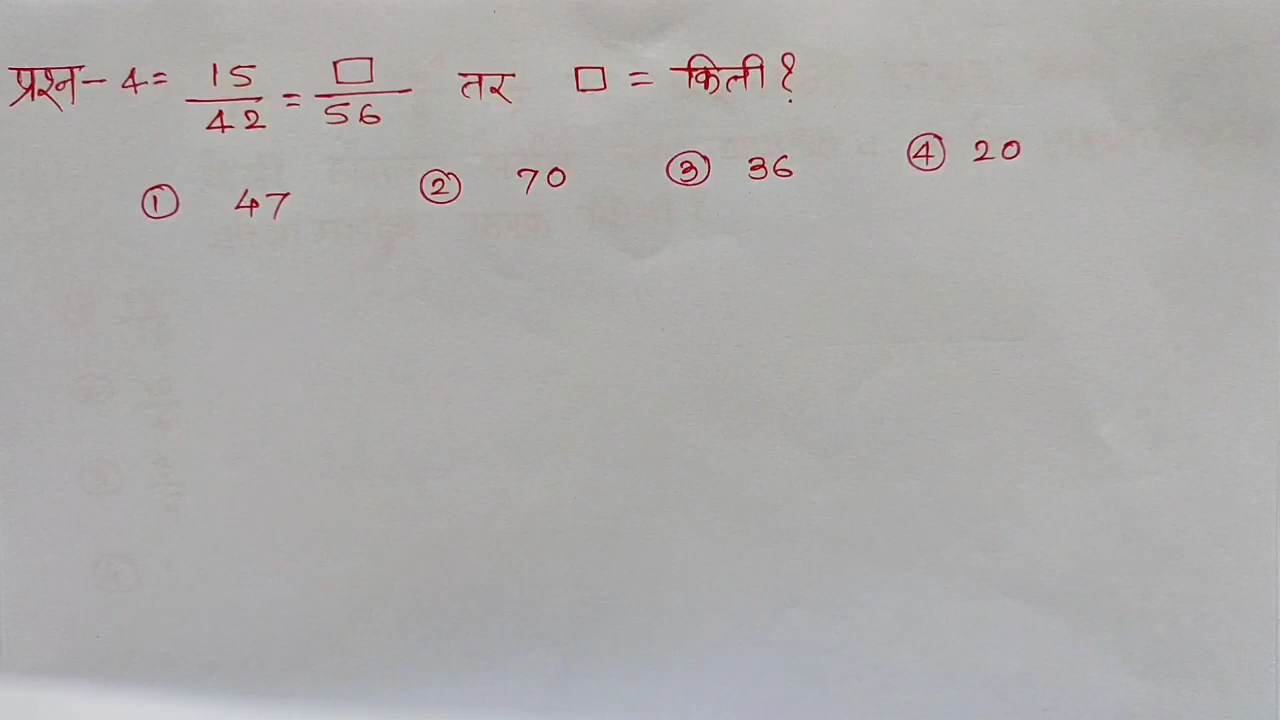 प्रश्न - 4 = 15/42 = □/56 तर □ = किती ?
① 47 ② 70 ③ 36 ④ 20